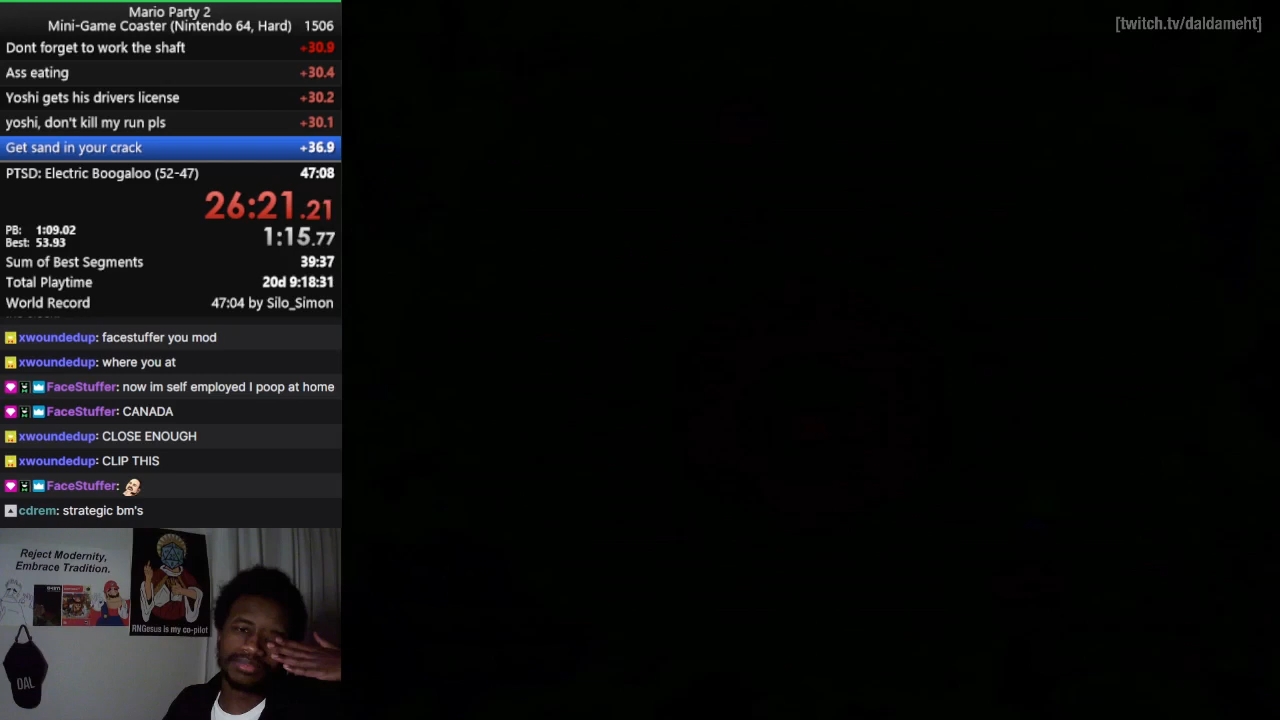 Mario Party 2
Mini-Game Coaster (Nintendo 64, Hard) 1506
Dont forget to work the shaft +30.9
Ass eating +30.4
Yoshi gets his drivers license +30.2
yoshi, don't kill my run pls +30.1
Get sand in your crack +36.9
PTSD: Electric Boogaloo (52-47) 47:08
26:21.21
PB: 1:09.02
Best: 53.93
1:15.77
Sum of Best Segments 39:37
Total Playtime 20d 9:18:31
World Record 47:04 by Silo_Simon
xwoundedup: facestuffer you mod
xwoundedup: where you at
FaceStuffer: now im self employed I poop at home
FaceStuffer: CANADA
xwoundedup: CLOSE ENOUGH
xwoundedup: CLIP THIS
FaceStuffer:
cdrem: strategic bm's
Reject Modernity,
Embrace Tradition.
RNGesus is my co-pilot
DAL
[twitch.tv/daldameht]